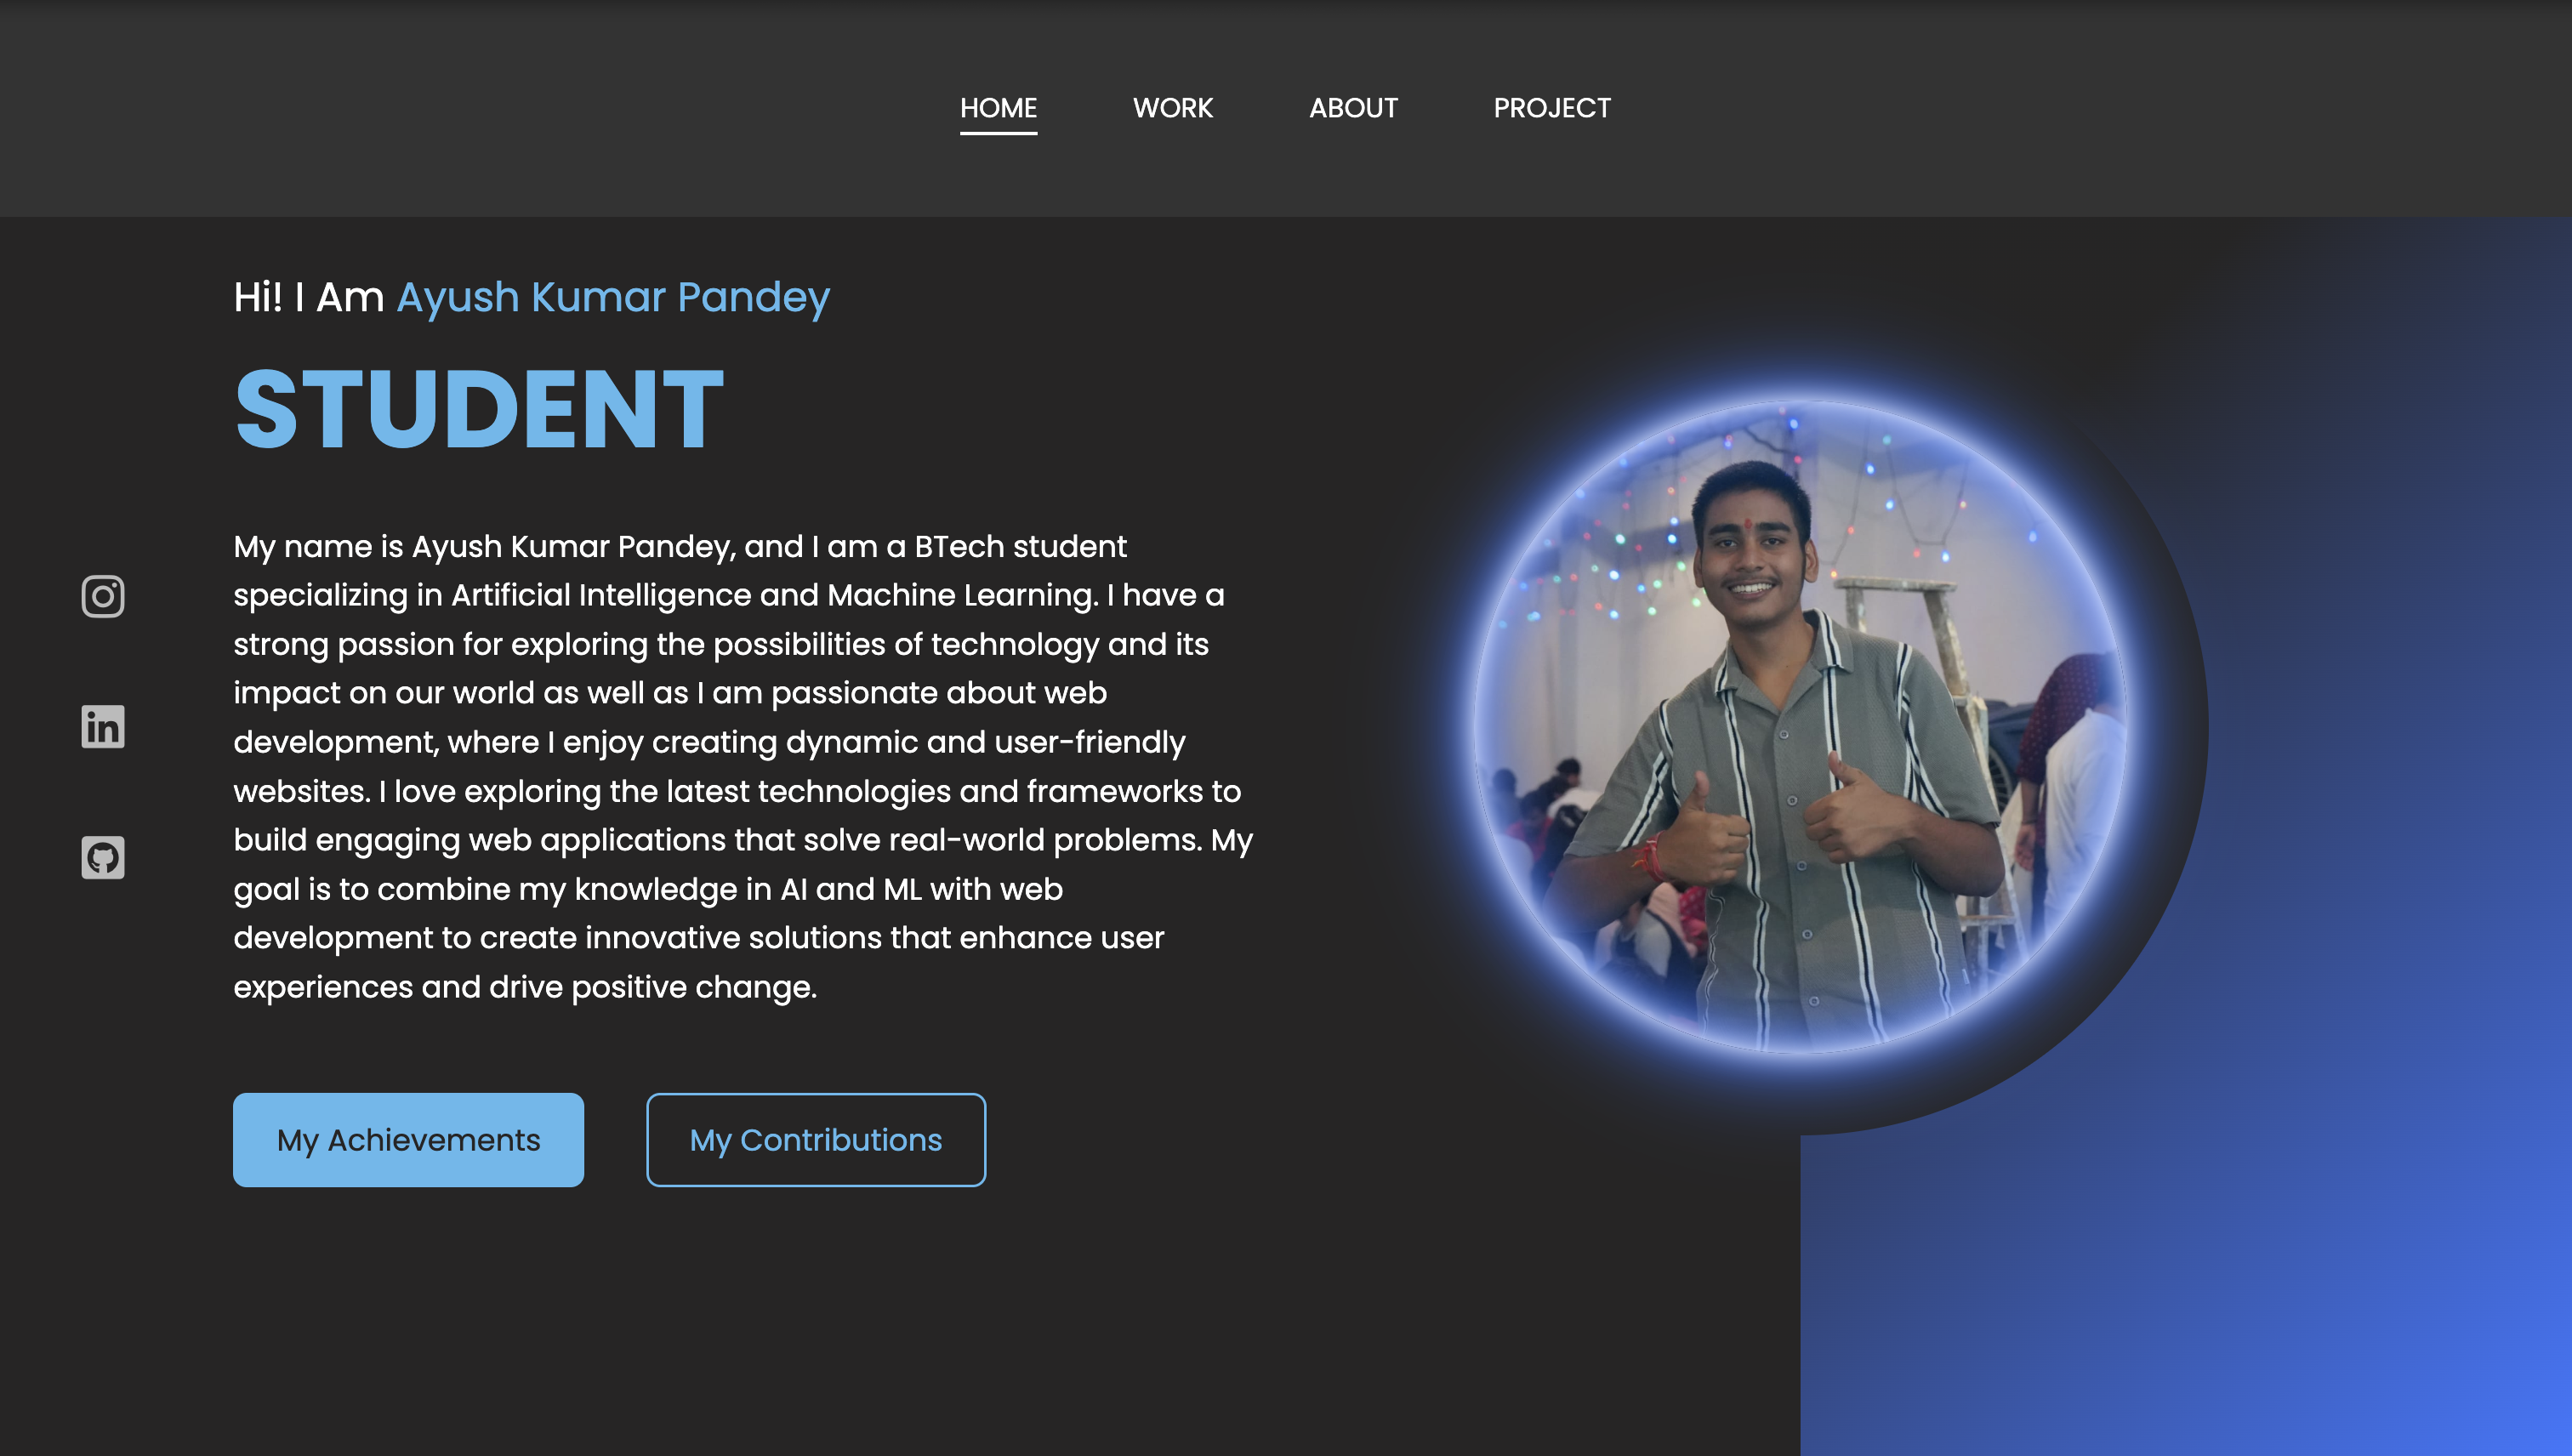 HOME WORK ABOUT PROJECT
Hi! I Am Ayush Kumar Pandey
STUDENT
My name is Ayush Kumar Pandey, and I am a BTech student
specializing in Artificial Intelligence and Machine Learning. I have a
strong passion for exploring the possibilities of technology and its
impact on our world as well as I am passionate about web
development, where I enjoy creating dynamic and user-friendly
websites. I love exploring the latest technologies and frameworks to
build engaging web applications that solve real-world problems. My
goal is to combine my knowledge in AI and ML with web
development to create innovative solutions that enhance user
experiences and drive positive change.
in
My Achievements My Contributions